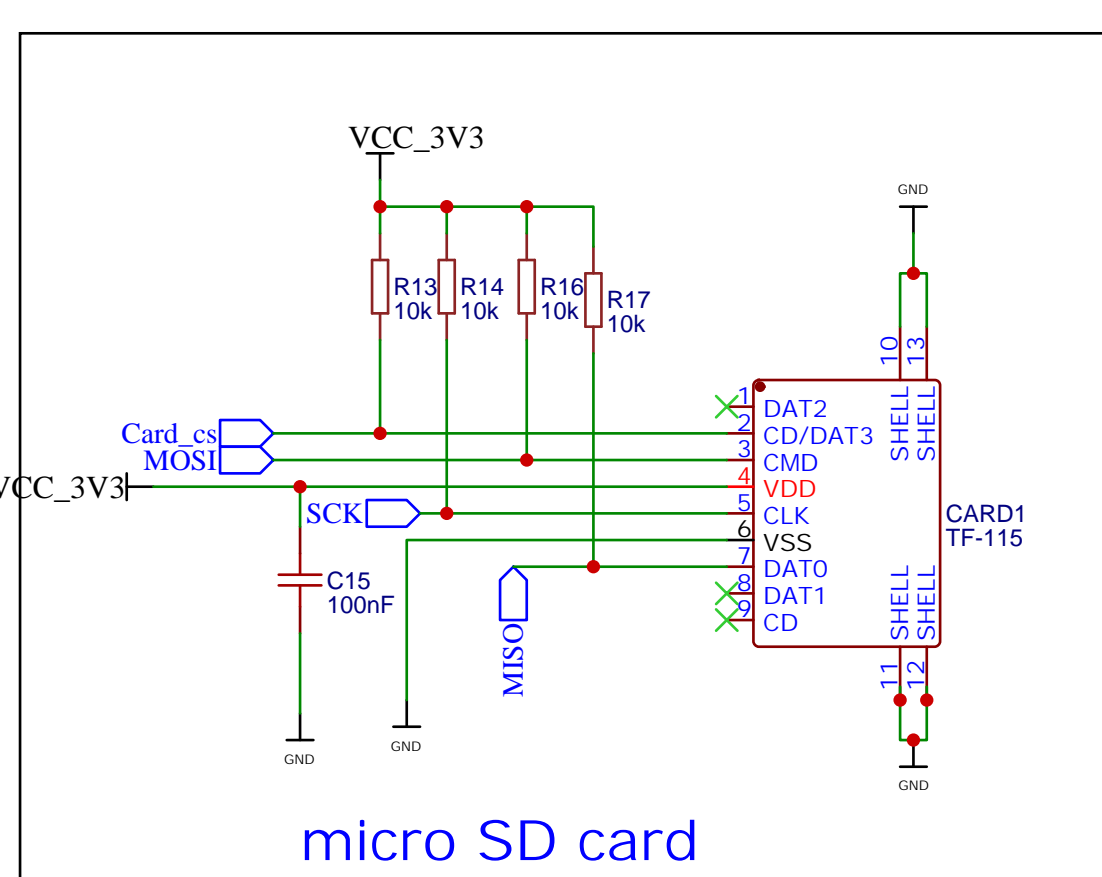 VCC_3V3
GND
R13
10k
R14
10k
R16
10k
R17
10k
10
13
SHELL
SHELL
1
DAT2
Card_cs
2
CD/DAT3
MOSI
3
CMD
VCC_3V3
4
VDD
SCK
5
CLK
6
VSS
7
DAT0
8
DAT1
9
CD
CARD1
TF-115
C15
100nF
MISO
SHELL
SHELL
11
12
GND
GND
GND
micro SD card